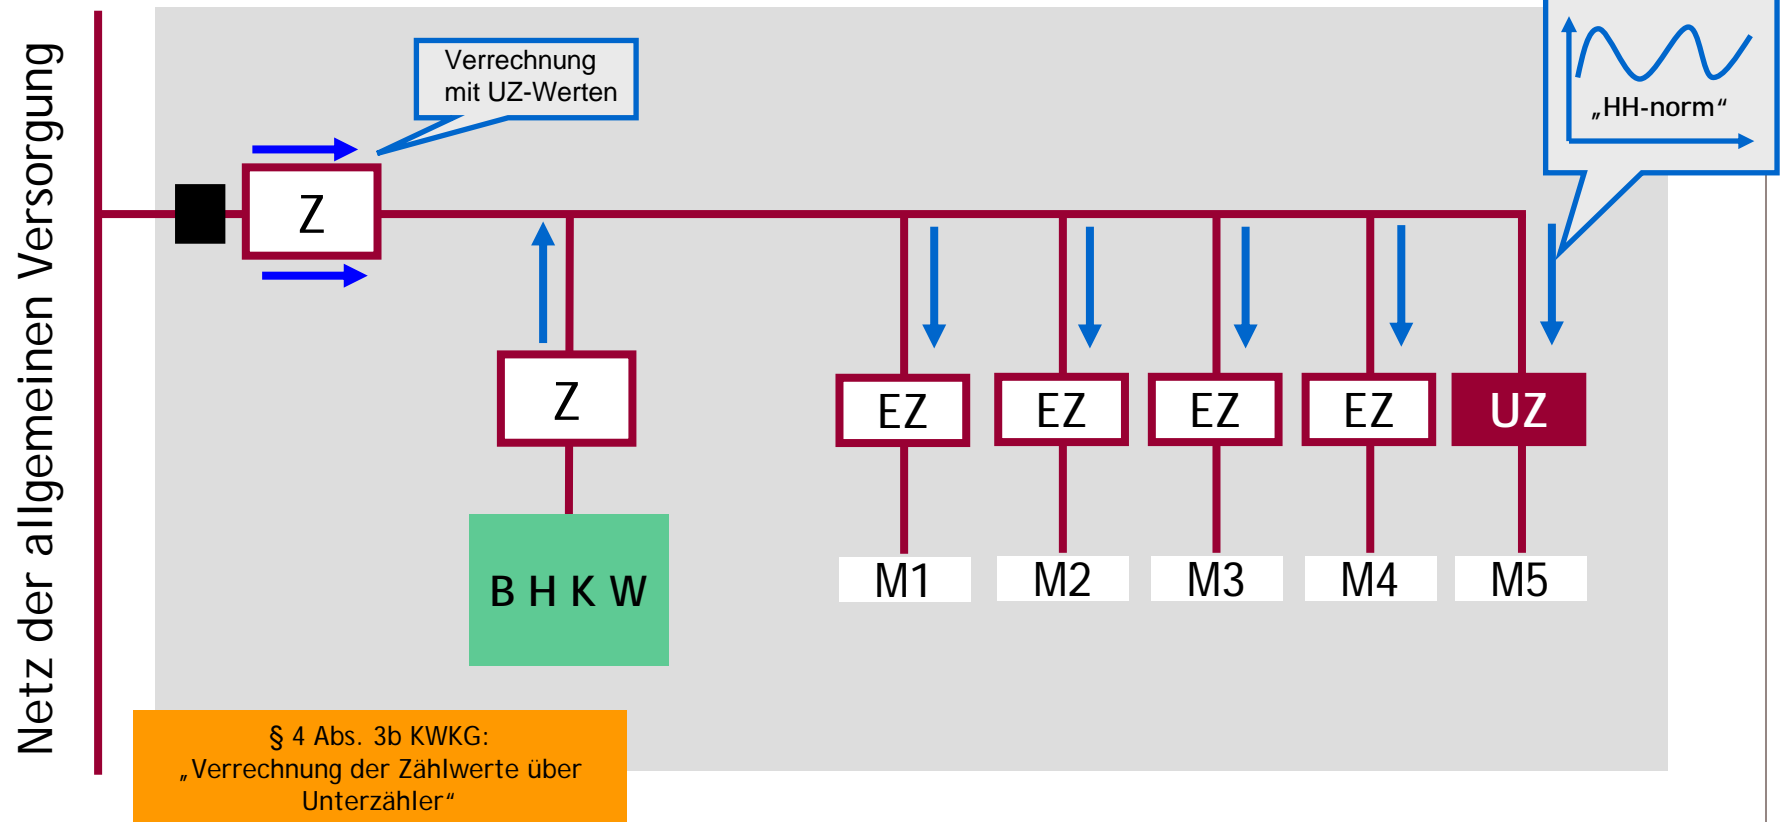 Netz der allgemeinen Versorgung
Verrechnung
mit UZ-Werten
„HH-norm“
Z
Z
EZ
EZ
EZ
EZ
UZ
B H K W
M1
M2
M3
M4
M5
§ 4 Abs. 3b KWKG:
„Verrechnung der Zählwerte über
Unterzähler“